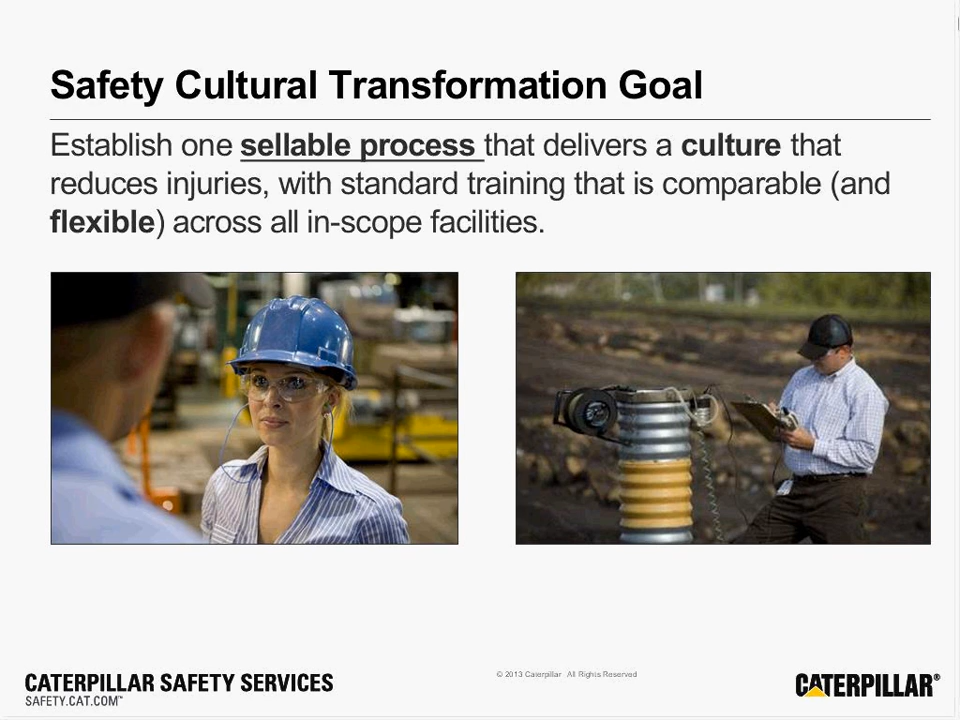 Safety Cultural Transformation Goal
Establish one sellable process that delivers a culture that
reduces injuries, with standard training that is comparable (and
flexible) across all in-scope facilities.
CATERPILLAR SAFETY SERVICES
SAFETY.CAT.COM™
© 2013 Caterpillar All Rights Reserved
CATERPILLAR®